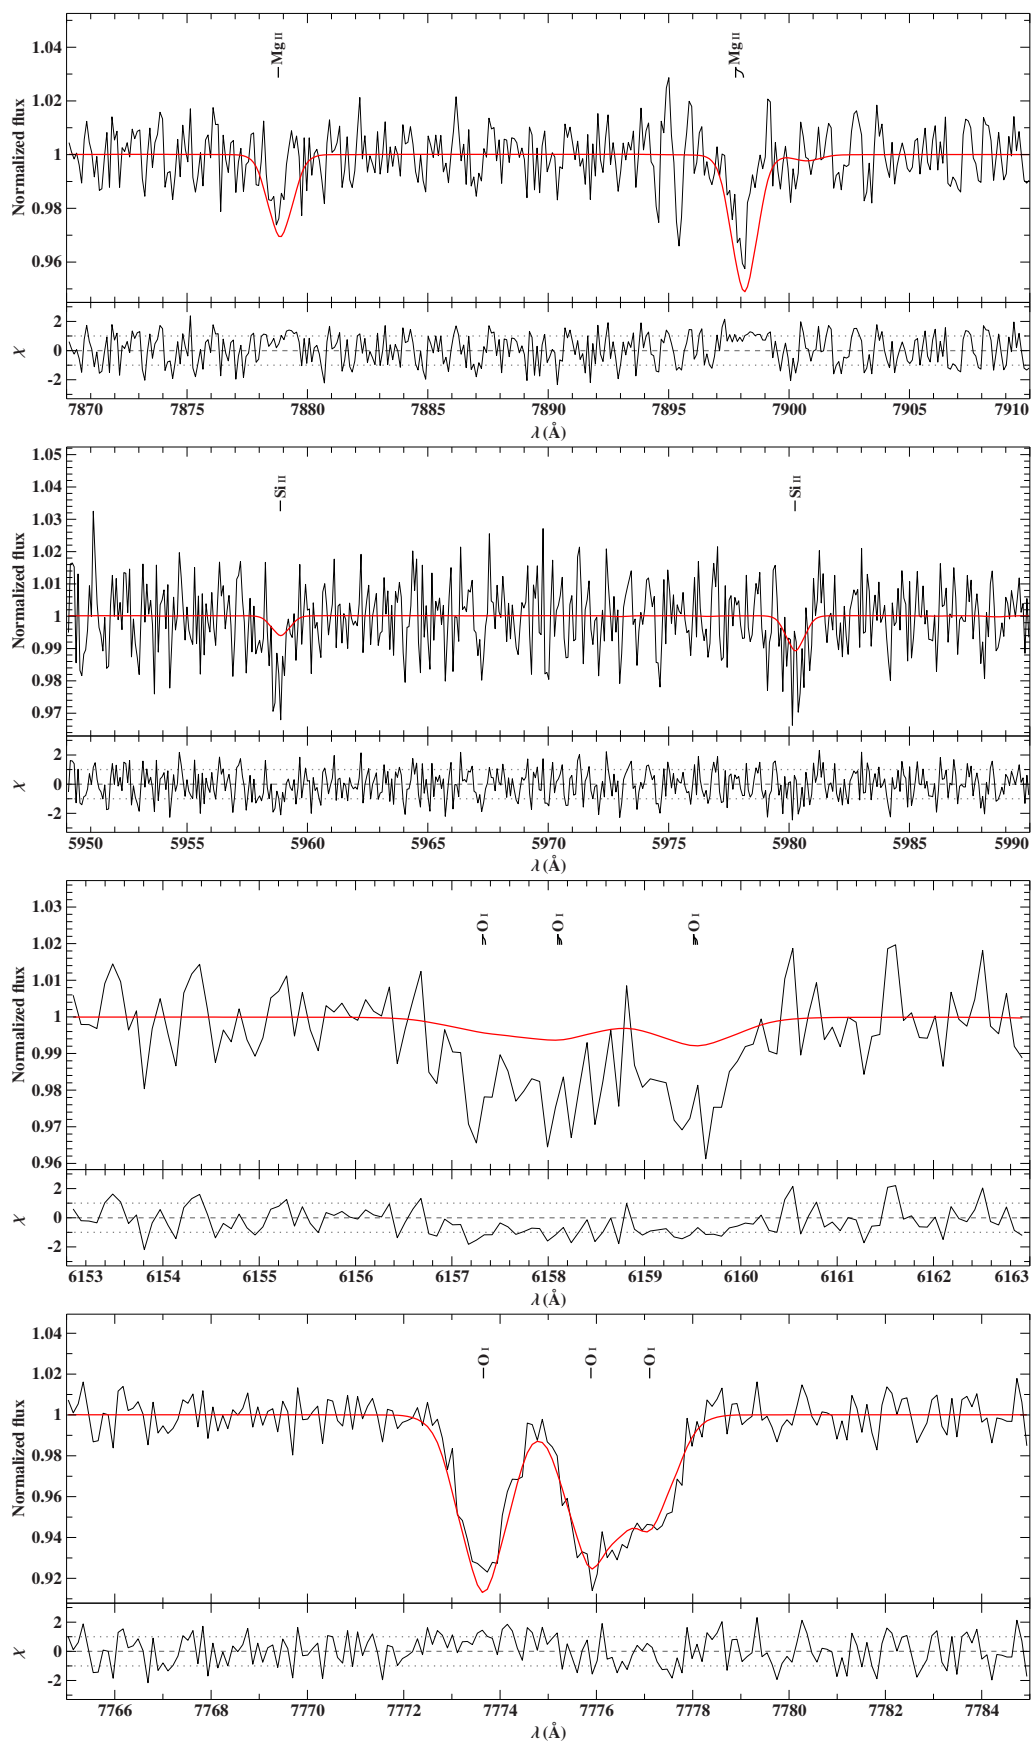 Mg II
Mg II
1.04
1.02
1
0.98
0.96
Normalized flux
2
0
-2
χ
7870 7875 7880 7885 7890 7895 7900 7905 7910
λ (Å)
Si II
Si II
1.05
1.04
1.03
1.02
1.01
1
0.99
0.98
0.97
Normalized flux
2
0
-2
χ
5950 5955 5960 5965 5970 5975 5980 5985 5990
λ (Å)
O I
O I
O I
1.03
1.02
1.01
1
0.99
0.98
0.97
0.96
Normalized flux
2
0
-2
χ
6153 6154 6155 6156 6157 6158 6159 6160 6161 6162 6163
λ (Å)
O I
O I
O I
1.04
1.02
1
0.98
0.96
0.94
0.92
Normalized flux
2
0
-2
χ
7766 7768 7770 7772 7774 7776 7778 7780 7782 7784
λ (Å)